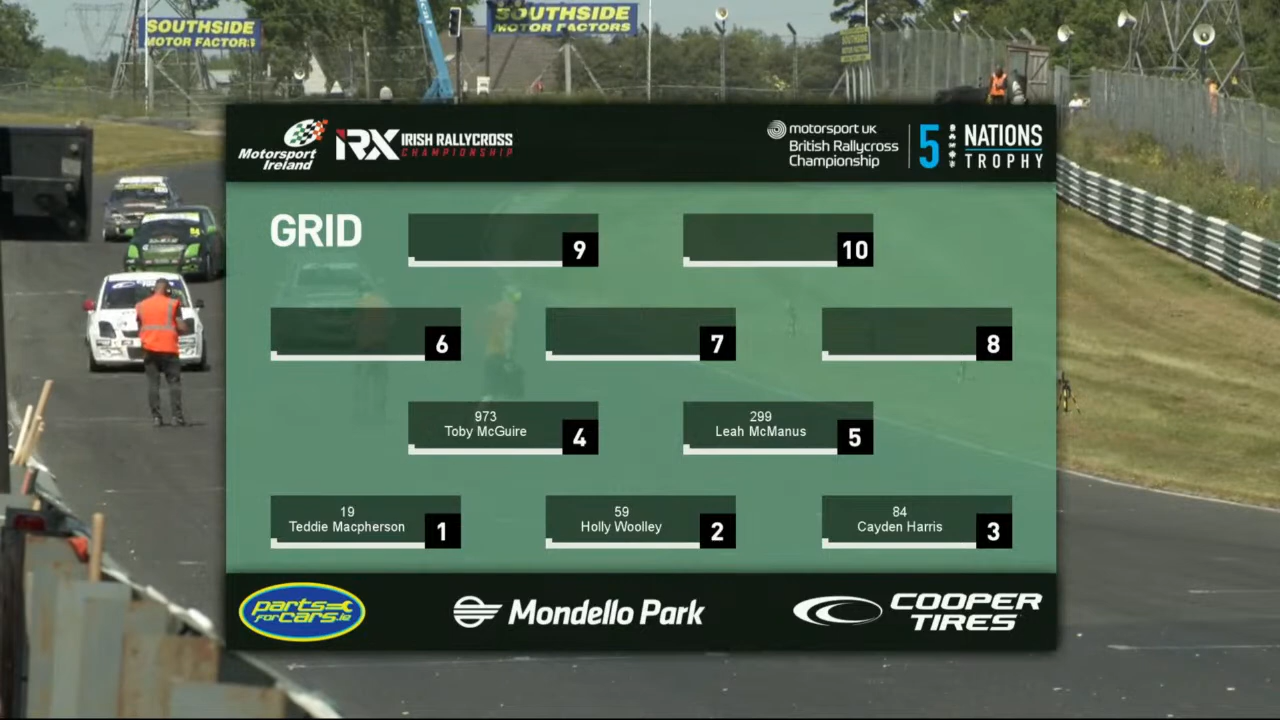 SOUTHSIDE
MOTOR FACTORS
SOUTHSIDE
MOTOR FACTORS
Motorsport
Ireland
iRX IRISH RALLYCROSS
CHAMPIONSHIP
motorsport uk
British Rallycross
Championship
5 NATIONS
TROPHY
GRID
9
10
6
7
8
973
Toby McGuire
4
299
Leah McManus
5
19
Teddie Macpherson
1
59
Holly Woolley
2
84
Cayden Harris
3
parts
forcars.ie
Mondello Park
COOPER
TIRES